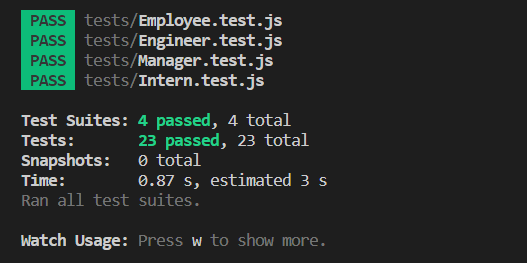 PASS tests/Employee.test.js
PASS tests/Engineer.test.js
PASS tests/Manager.test.js
PASS tests/Intern.test.js
Test Suites: 4 passed, 4 total
Tests: 23 passed, 23 total
Snapshots: 0 total
Time: 0.87 s, estimated 3 s
Ran all test suites.
Watch Usage: Press w to show more.